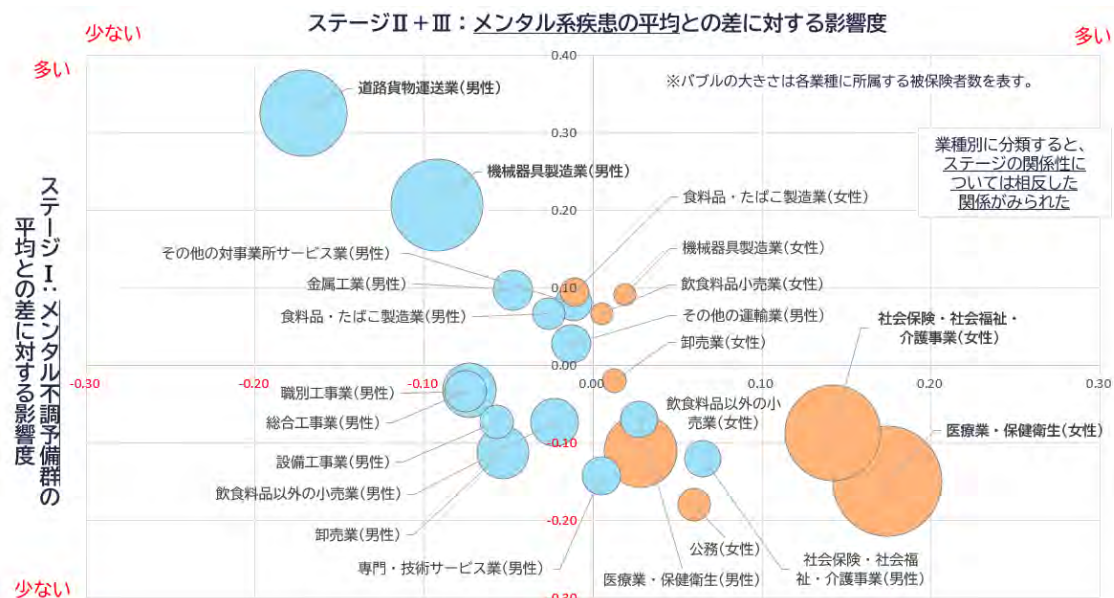 ステージⅡ＋Ⅲ：メンタル系疾患の平均との差に対する影響度
少ない
多い
多い
少ない
ステージⅠ：メンタル不調予備群の
平均との差に対する影響度
※バブルの大きさは各業種に所属する被保険者数を表す。
業種別に分類すると、
ステージの関係性に
ついては相反した
関係がみられた
0.40
0.30
0.20
0.10
0.00
-0.10
-0.20
-0.30
-0.30
-0.20
-0.10
0.00
0.10
0.20
0.30
道路貨物運送業(男性)
機械器具製造業(男性)
食料品・たばこ製造業(女性)
その他の対事業所サービス業(男性)
機械器具製造業(女性)
金属工業(男性)
飲食料品小売業(女性)
食料品・たばこ製造業(男性)
その他の運輸業(男性)
社会保険・社会福祉・
介護事業(女性)
卸売業(女性)
職別工事業(男性)
飲食料品以外の小
売業(女性)
総合工事業(男性)
医療業・保健衛生(女性)
設備工事業(男性)
飲食料品以外の小売業(男性)
卸売業(男性)
専門・技術サービス業(男性)
公務(女性)
医療業・保健衛生(男性)
社会保険・社会福
祉・介護事業(男性)